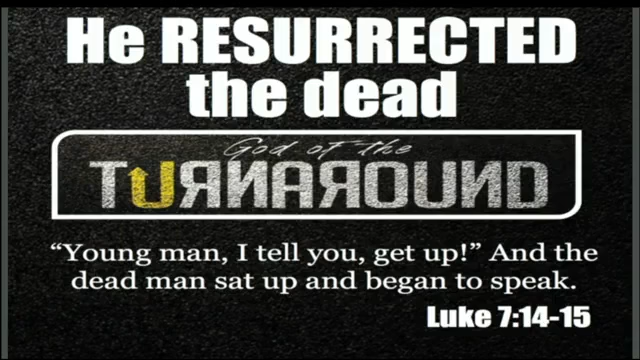 He RESURRECTED
the dead
God of the
TURNAROUND
“Young man, I tell you, get up!” And the
dead man sat up and began to speak.
Luke 7:14-15